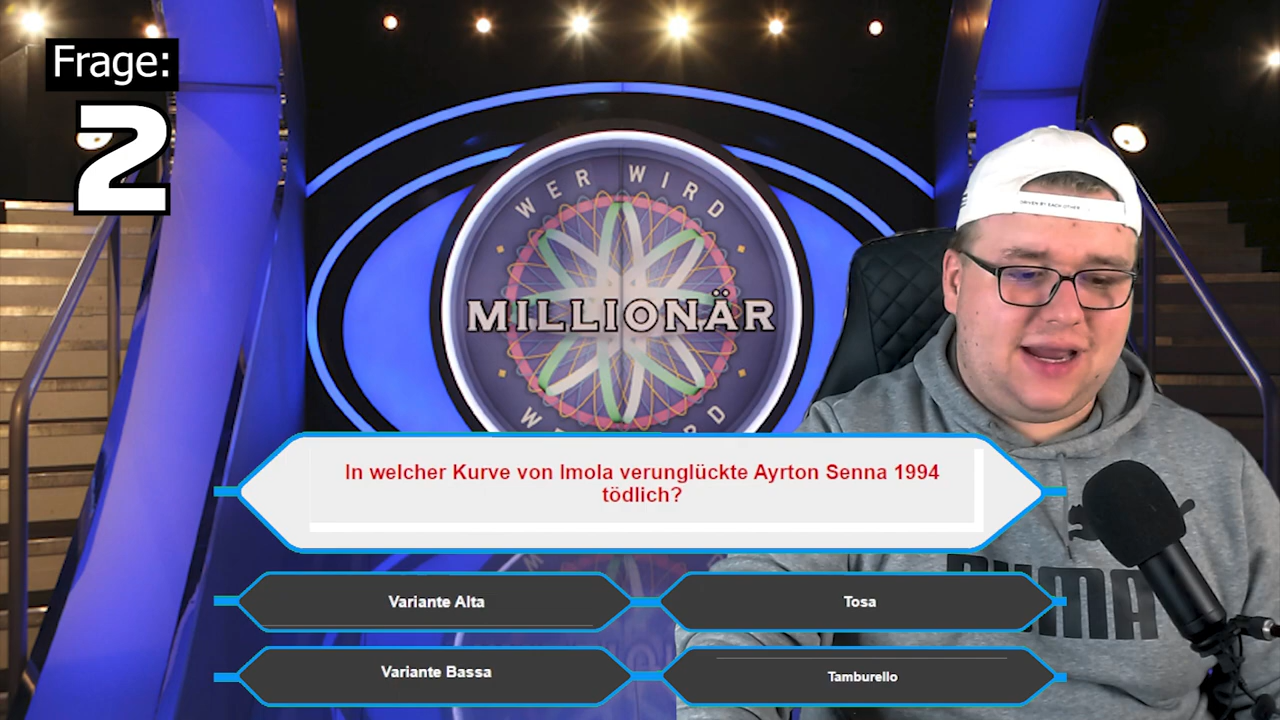 Frage:
2
WER WIRD
MILLIONÄR
In welcher Kurve von Imola verunglückte Ayrton Senna 1994
tödlich?
Variante Alta
Tosa
Variante Bassa
Tamburello
PUMA